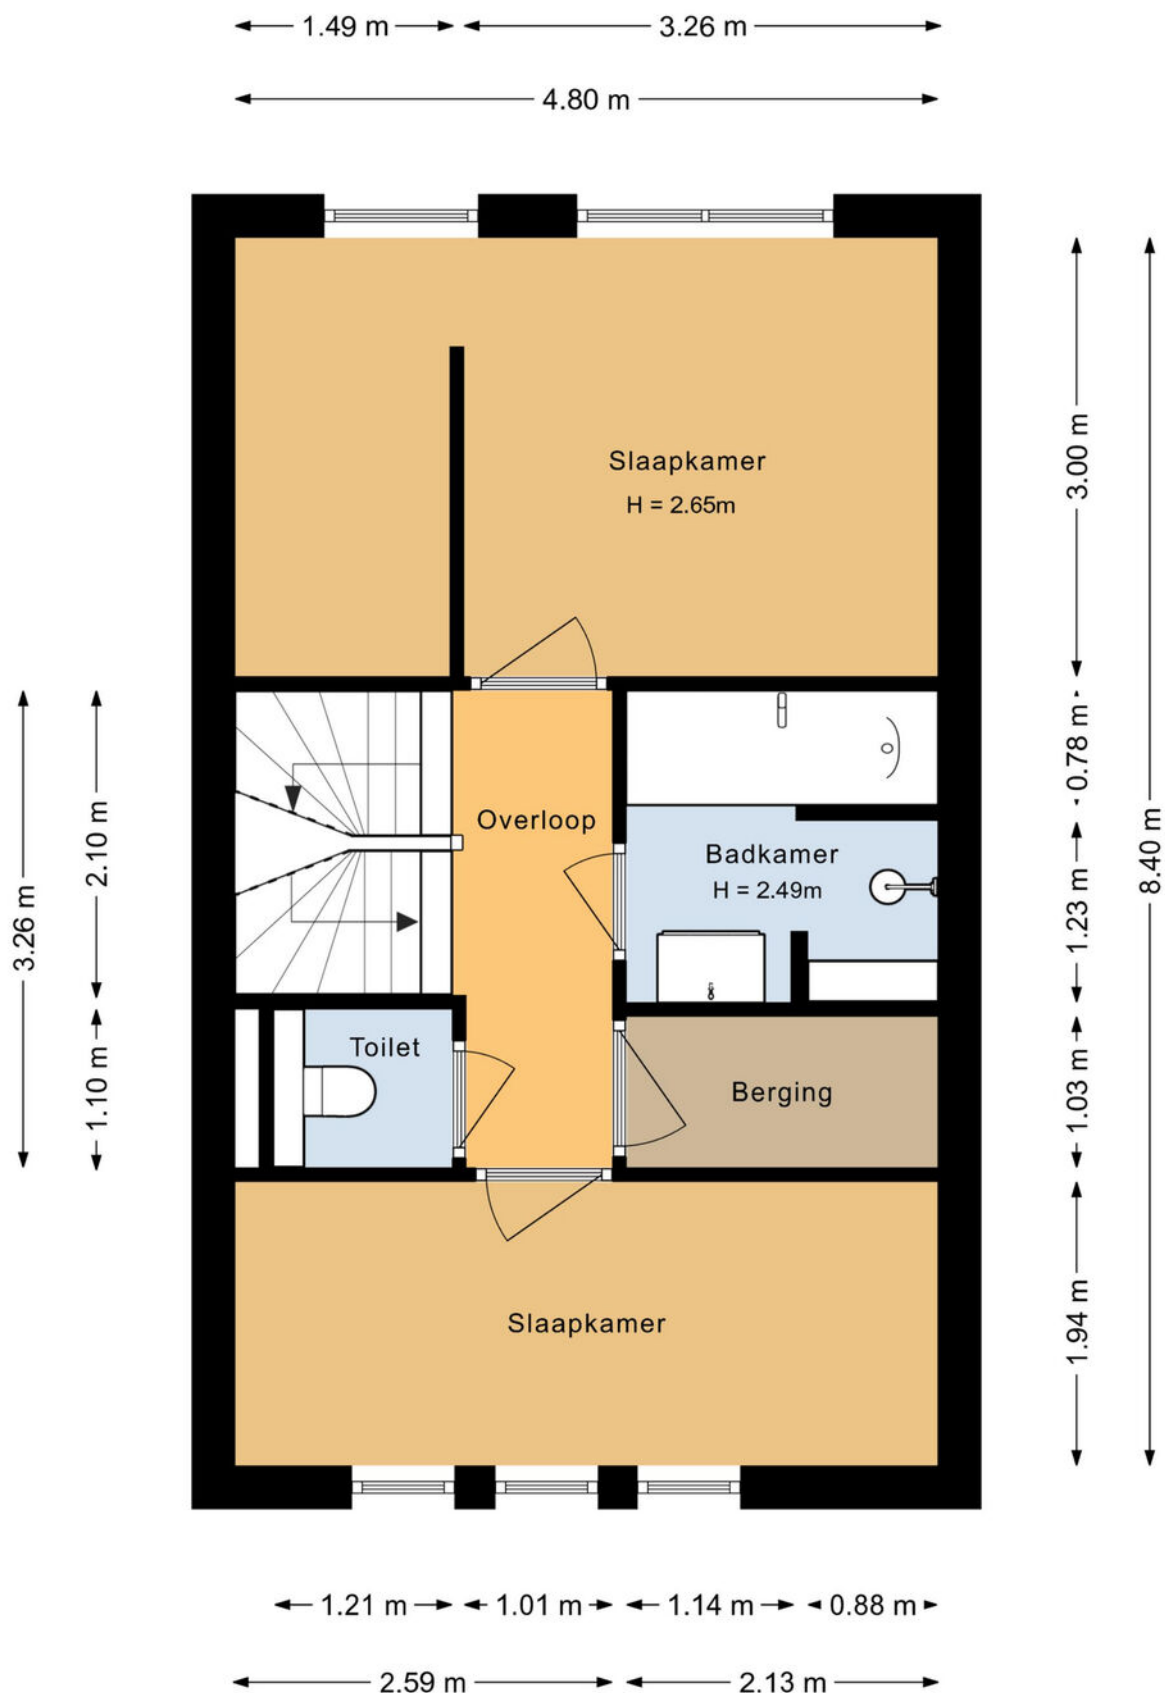 1.49 m
3.26 m
4.80 m
Slaapkamer
H = 2.65m
3.00 m
0.78 m
Overloop
Badkamer
H = 2.49m
2.10 m
3.26 m
1.23 m
8.40 m
Toilet
Berging
1.10 m
1.03 m
Slaapkamer
1.94 m
1.21 m
1.01 m
1.14 m
0.88 m
2.59 m
2.13 m